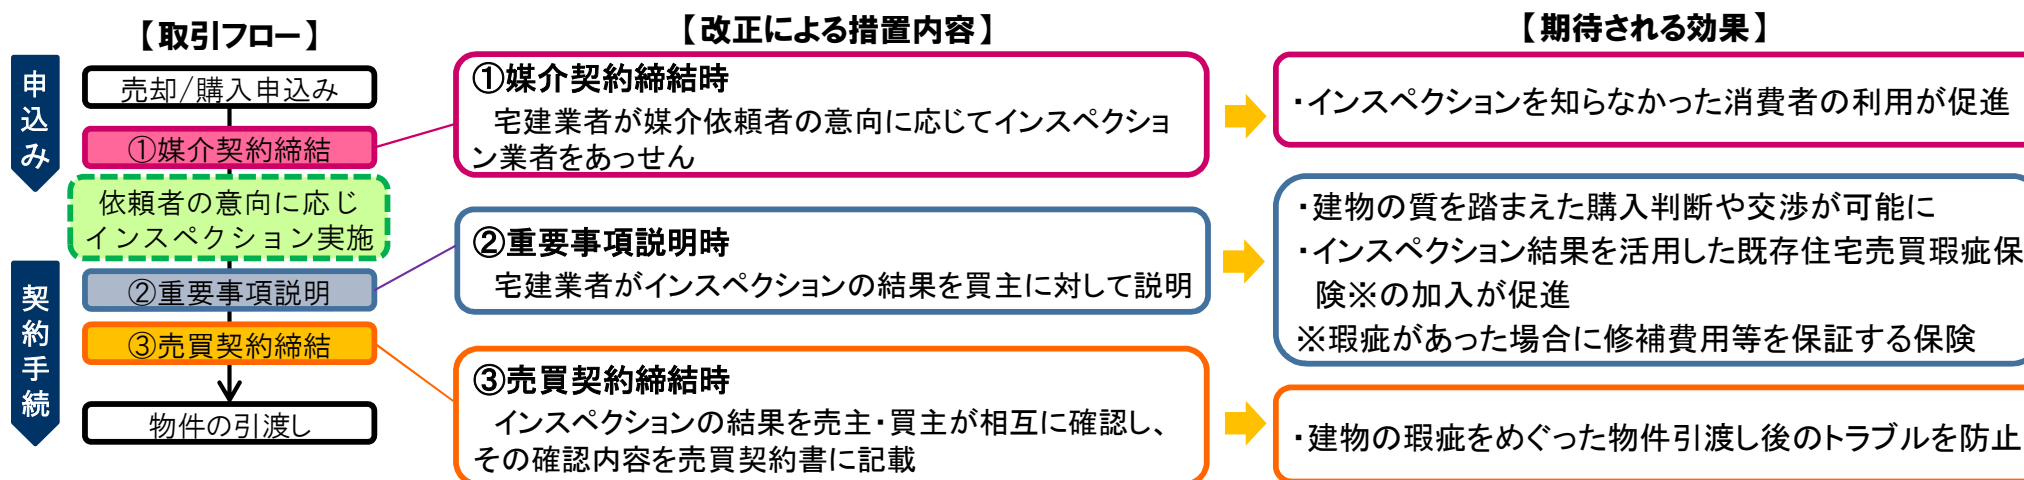 【取引フロー】
申込み
売却/購入申込み
①媒介契約締結
依頼者の意向に応じ
インスペクション実施
契約手続
②重要事項説明
③売買契約締結
物件の引渡し
【改正による措置内容】
①媒介契約締結時
宅建業者が媒介依頼者の意向に応じてインスペクショ
ン業者をあっせん
②重要事項説明時
宅建業者がインスペクションの結果を買主に対して説明
③売買契約締結時
インスペクションの結果を売主・買主が相互に確認し、
その確認内容を売買契約書に記載
【期待される効果】
・インスペクションを知らなかった消費者の利用が促進
・建物の質を踏まえた購入判断や交渉が可能に
・インスペクション結果を活用した既存住宅売買瑕疵保
険※の加入が促進
※瑕疵があった場合に修補費用等を保証する保険
・建物の瑕疵をめぐった物件引渡し後のトラブルを防止